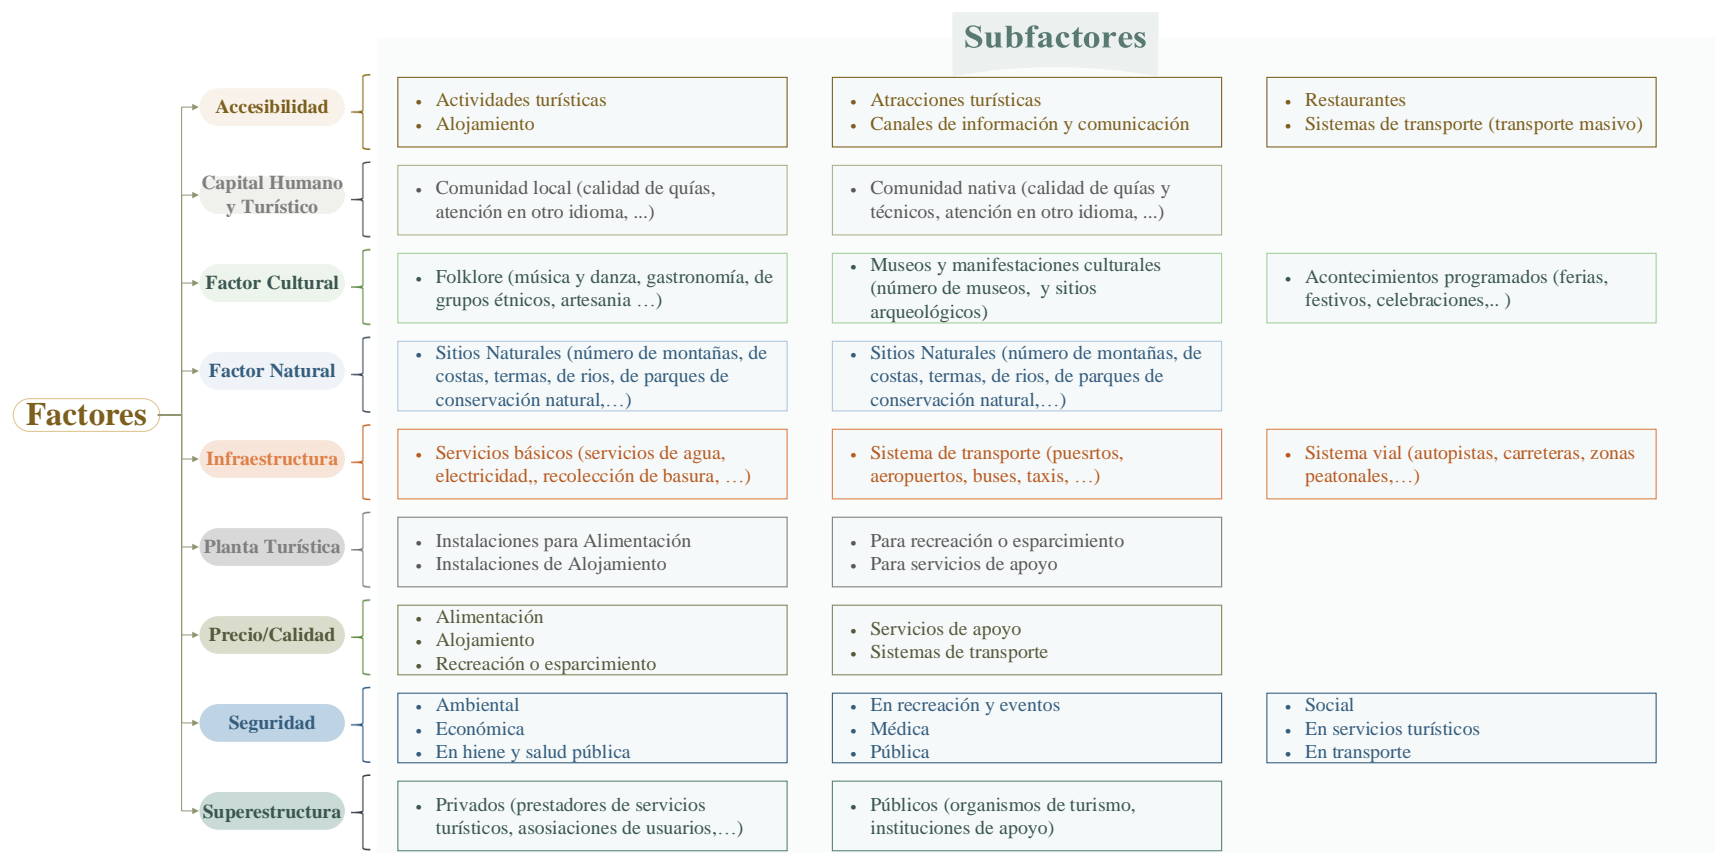 Subfactores
Factores
Accesibilidad
• Actividades turísticas
• Alojamiento
• Atracciones turísticas
• Canales de información y comunicación
• Restaurantes
• Sistemas de transporte (transporte masivo)
Capital Humano
y Turístico
• Comunidad local (calidad de quías,
atención en otro idioma, ...)
• Comunidad nativa (calidad de quías y
técnicos, atención en otro idioma, ...)
Factor Cultural
• Folklore (música y danza, gastronomía, de
grupos étnicos, artesania …)
• Museos y manifestaciones culturales
(número de museos,  y sitios
arqueológicos)
• Acontecimientos programados (ferias,
festivos, celebraciones,.. )
Factor Natural
• Sitios Naturales (número de montañas, de
costas, termas, de rios, de parques de
conservación natural,…)
• Sitios Naturales (número de montañas, de
costas, termas, de rios, de parques de
conservación natural,…)
Infraestructura
• Servicios básicos (servicios de agua,
electricidad,, recolección de basura, …)
• Sistema de transporte (puesrtos,
aeropuertos, buses, taxis, …)
• Sistema vial (autopistas, carreteras, zonas
peatonales,…)
Planta Turística
• Instalaciones para Alimentación
• Instalaciones de Alojamiento
• Para recreación o esparcimiento
• Para servicios de apoyo
Precio/Calidad
• Alimentación
• Alojamiento
• Recreación o esparcimiento
• Servicios de apoyo
• Sistemas de transporte
Seguridad
• Ambiental
• Económica
• En hiene y salud pública
• En recreación y eventos
• Médica
• Pública
• Social
• En servicios turísticos
• En transporte
Superestructura
• Privados (prestadores de servicios
turísticos, asosiaciones de usuarios,…)
• Públicos (organismos de turismo,
instituciones de apoyo)